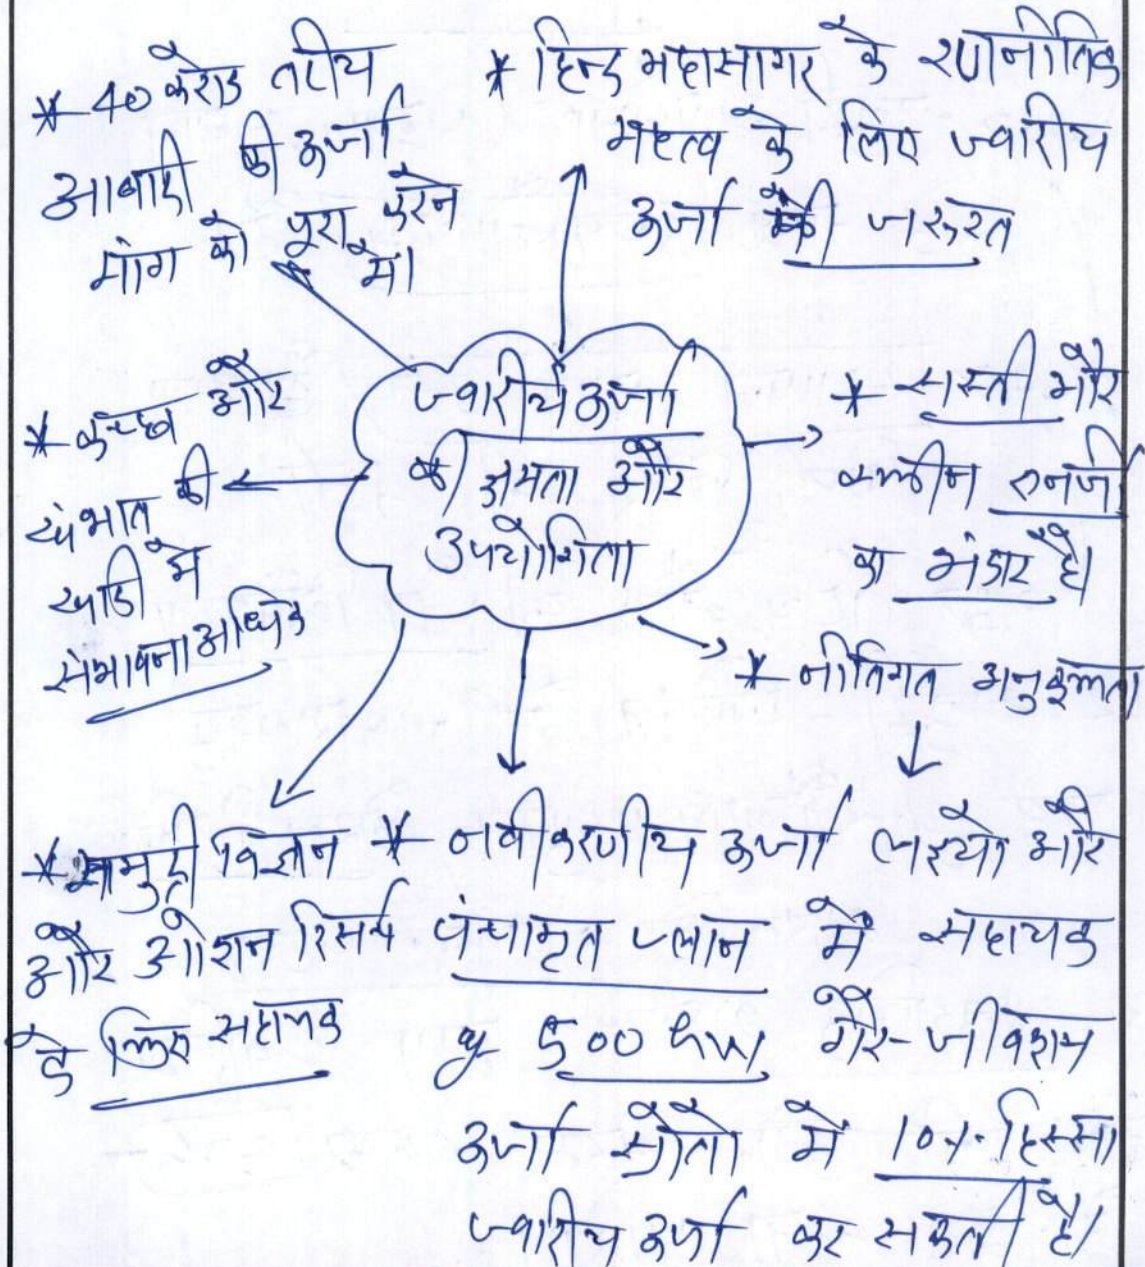 * 40 करोड तटीय
आबादी की ऊर्जा
मांग को पूरा करने
में।
* हिन्द महासागर के रणनीतिक
महत्व के लिए ज्वारीय
ऊर्जा की जरूरत
ज्वारीय ऊर्जा
की क्षमता और
उपयोगिता
* सस्ती और
क्लीन एनर्जी
का भंडार है।
* कच्छ और
खंभात की
खाडी में
संभावना अधिक
* नीतिगत अनुकूलता
↓
* समुद्री विज्ञान
और ओशन रिसर्च
के लिए सहायक
* नवीकरणीय ऊर्जा लक्ष्यो और
पंचामृत प्लान में सहायक
500 GW गैर-जीवाश्म
ऊर्जा स्रोतो में 10% हिस्सा
ज्वारीय ऊर्जा कर सकती है।